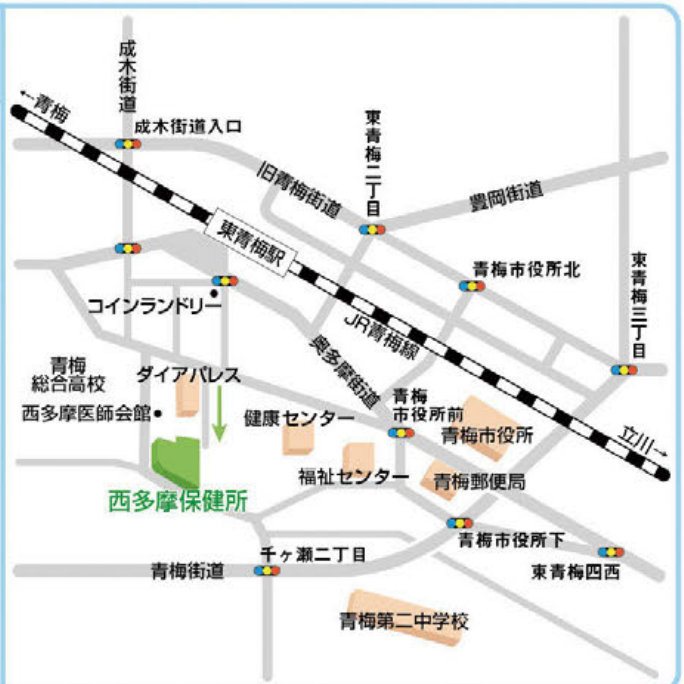 成木街道
←青梅
成木街道入口
東青梅二丁目
旧青梅街道
豊岡街道
東青梅駅
青梅市役所北
東青梅三丁目
コインランドリー
JR青梅線
奥多摩街道
青梅
総合高校
ダイアパレス
西多摩医師会館
健康センター
青梅
市役所前
青梅市役所
立川→
福祉センター
青梅郵便局
西多摩保健所
青梅市役所下
千ヶ瀬二丁目
青梅街道
東青梅四西
青梅第二中学校